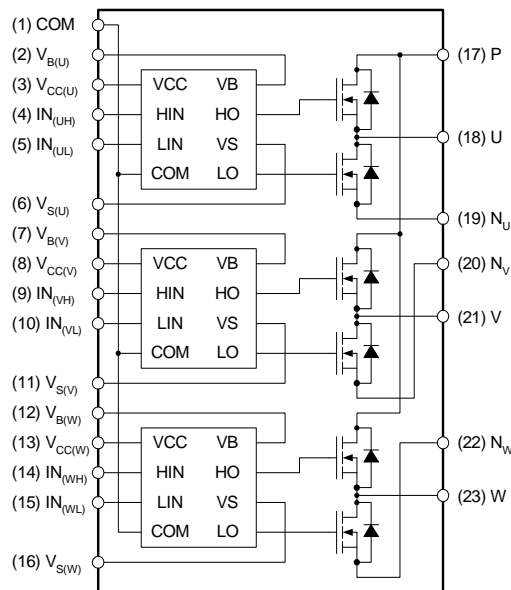 (1) COM
(2) V_B(U)
(3) V_CC(U)
(4) IN_(UH)
(5) IN_(UL)
(6) V_S(U)
(7) V_B(V)
(8) V_CC(V)
(9) IN_(VH)
(10) IN_(VL)
(11) V_S(V)
(12) V_B(W)
(13) V_CC(W)
(14) IN_(WH)
(15) IN_(WL)
(16) V_S(W)
VCC VB
HIN HO
LIN VS
COM LO
VCC VB
HIN HO
LIN VS
COM LO
VCC VB
HIN HO
LIN VS
COM LO
(17) P
(18) U
(19) N_U
(20) N_V
(21) V
(22) N_W
(23) W